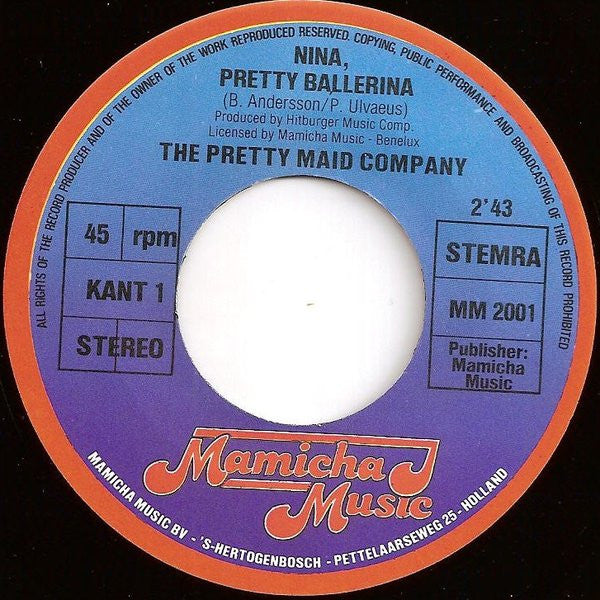 ALL RIGHTS OF THE RECORD PRODUCER AND OF THE OWNER OF THE WORK REPRODUCED RESERVED. COPYING, PUBLIC PERFORMANCE AND BROADCASTING OF THIS RECORD PROHIBITED
NINA,
PRETTY BALLERINA
(B. Andersson/P. Ulvaeus)
Produced by Hitburger Music Comp.
Licensed by Mamicha Music - Benelux
THE PRETTY MAID COMPANY
45 rpm
KANT 1
STEREO
2'43
STEMRA
MM 2001
Publisher:
Mamicha
Music
Mamicha
Music
MAMICHA MUSIC BV - 'S-HERTOGENBOSCH - PETTELAARSEWEG 25 - HOLLAND